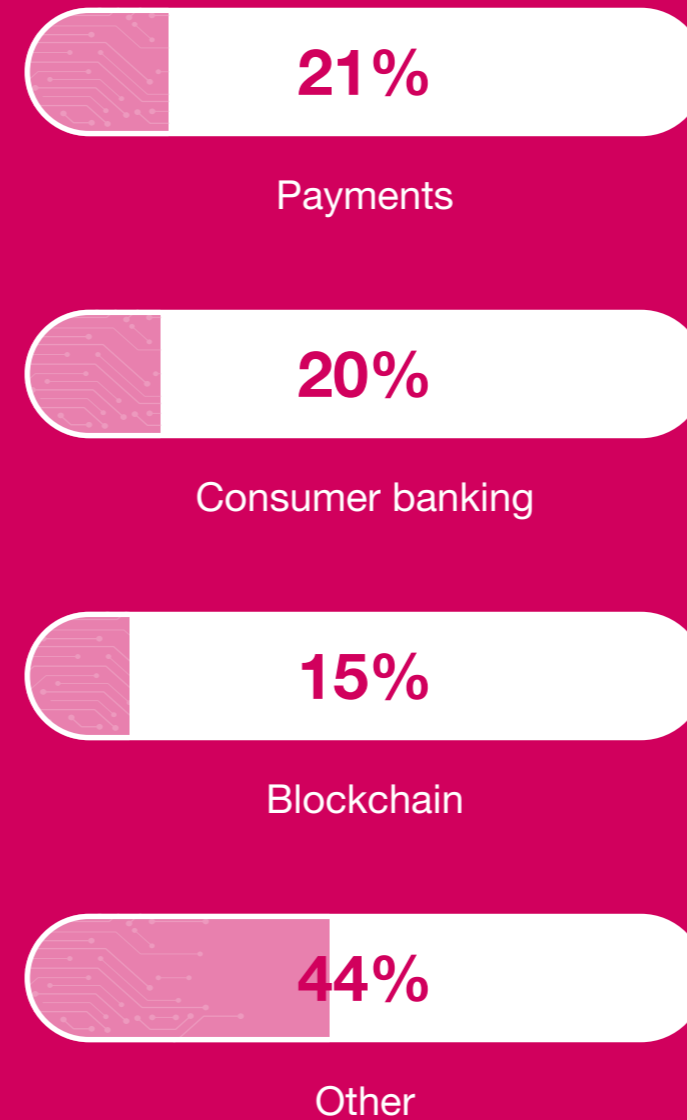 21%
Payments
20%
Consumer banking
15%
Blockchain
44%
Other